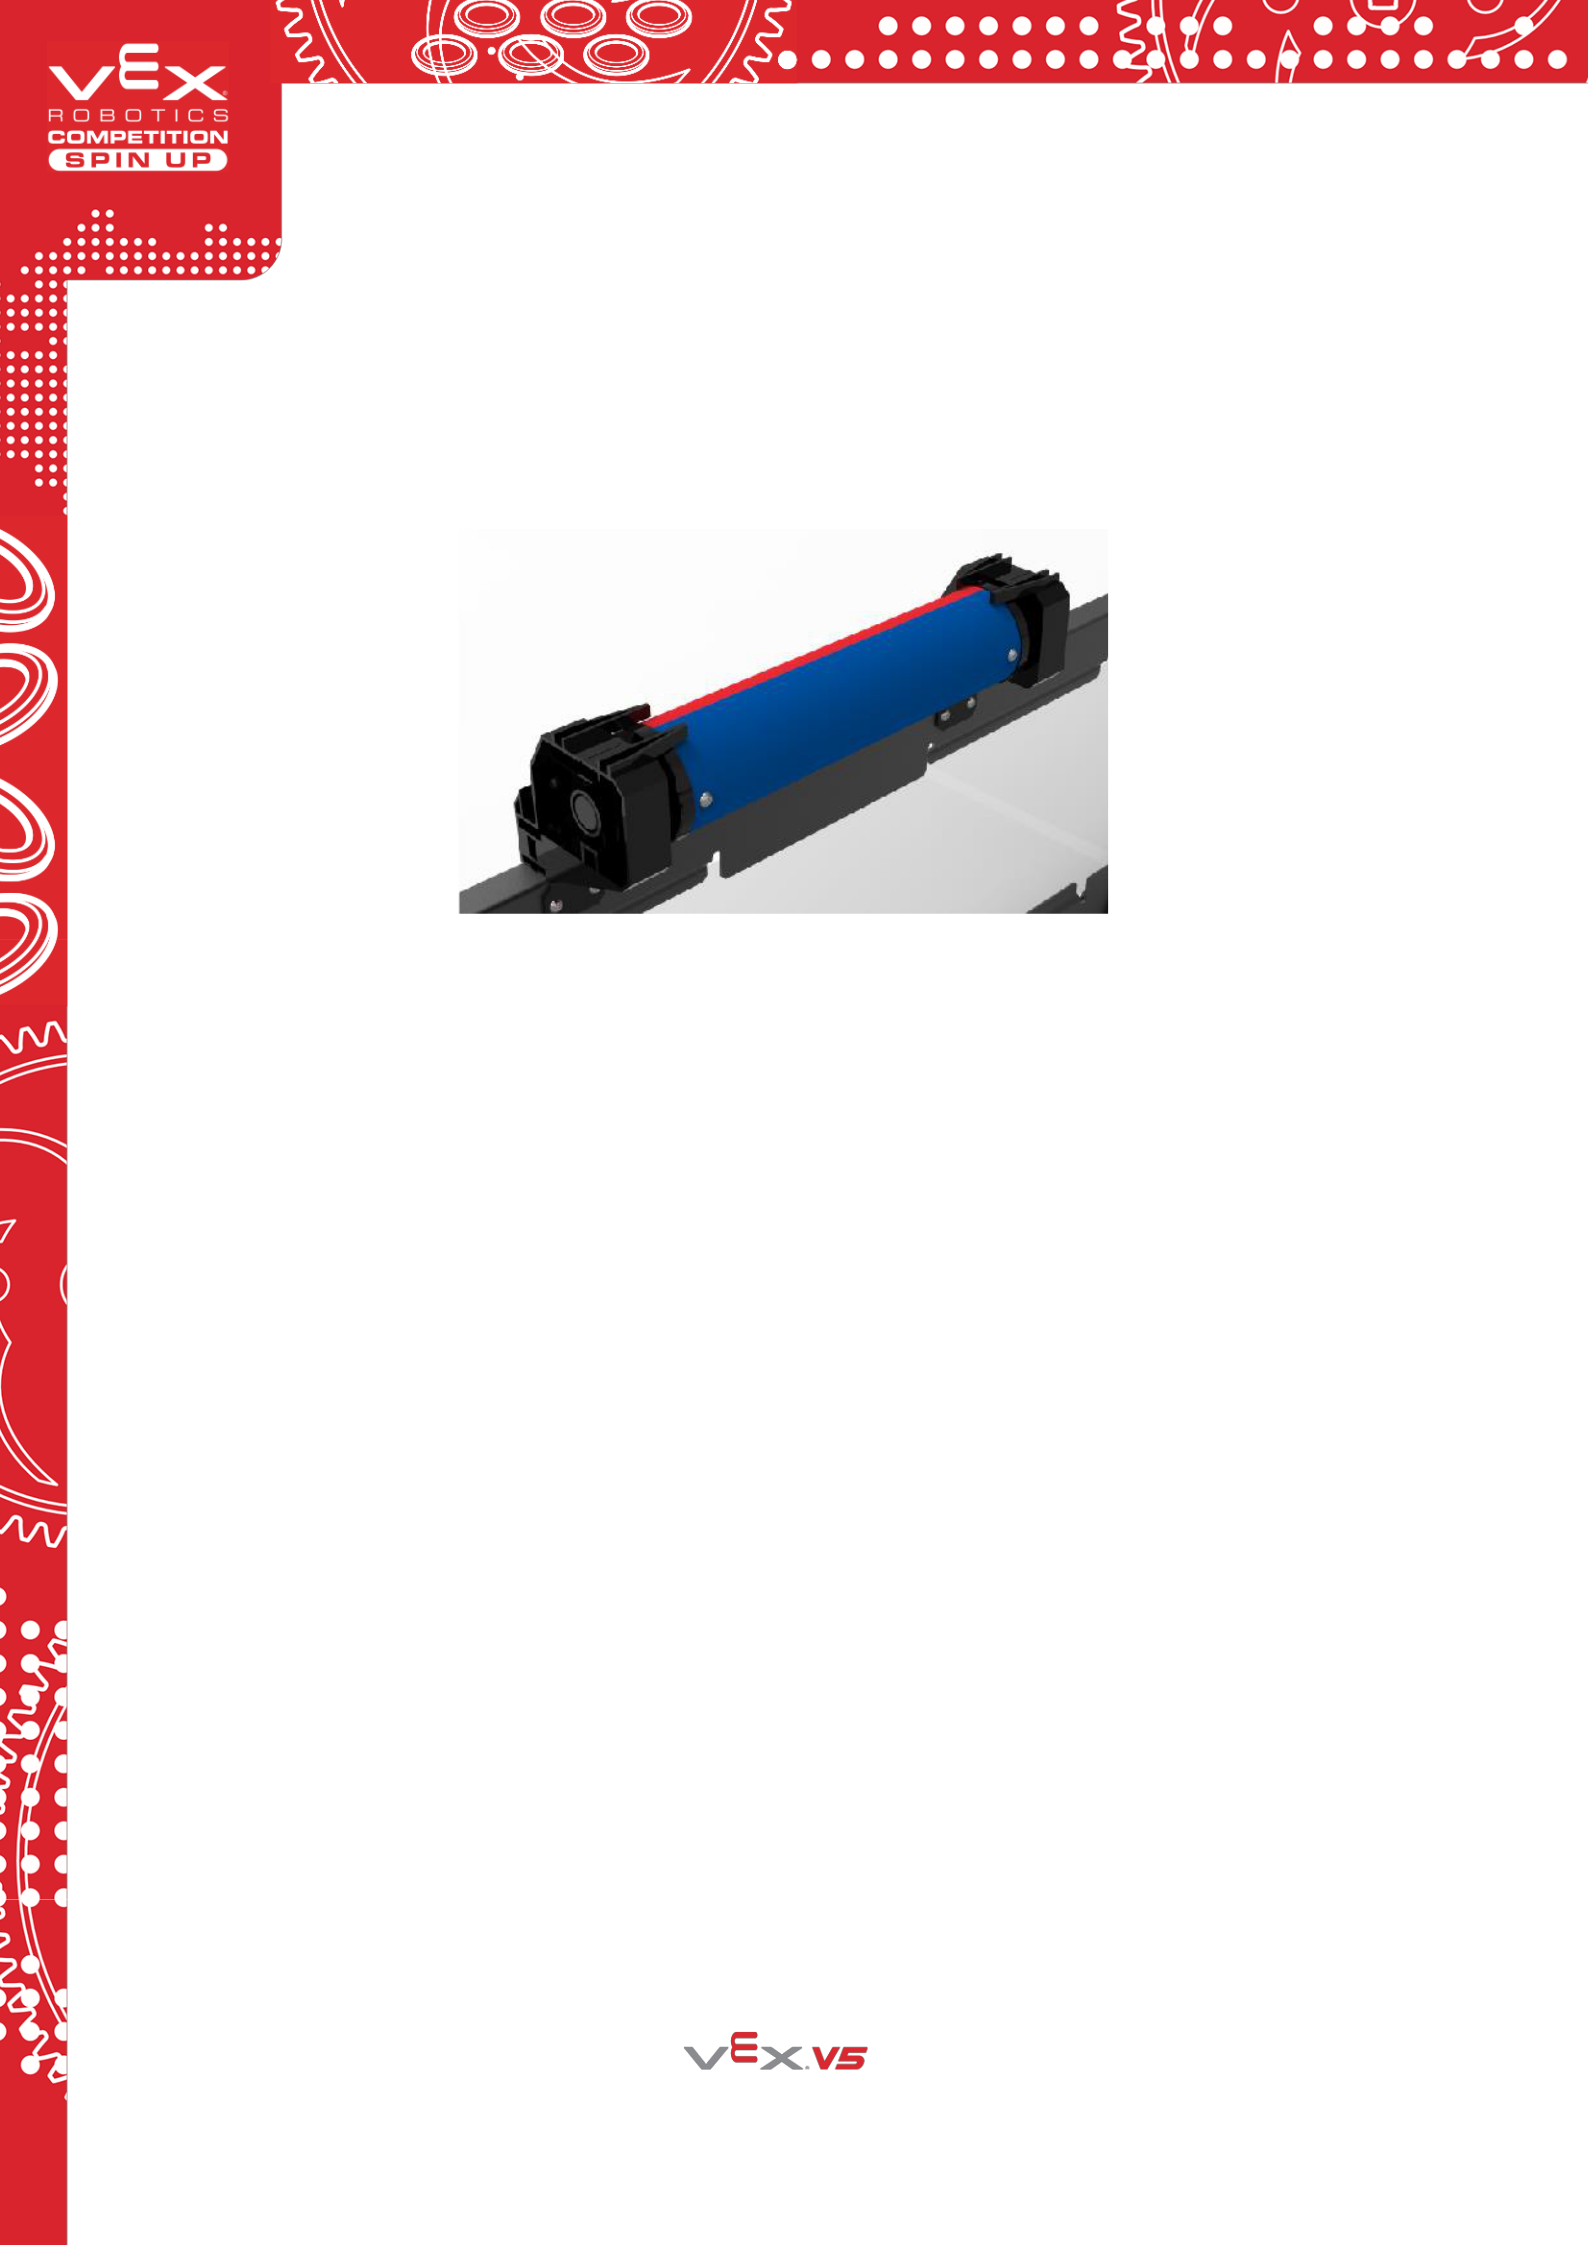 VEX
ROBOTICS
COMPETITION
SPIN UP
VEX V5